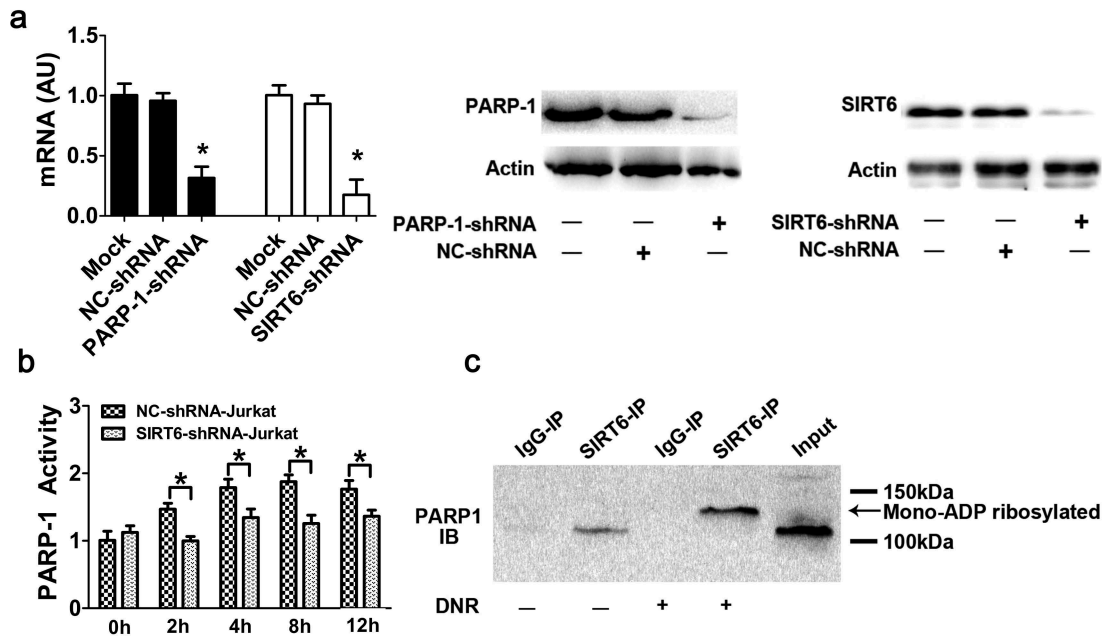 a
mRNA (AU)
1.5
1.0
0.5
0.0
*
*
Mock
NC-shRNA
PARP-1-shRNA
Mock
NC-shRNA
SIRT6-shRNA
PARP-1
Actin
PARP-1-shRNA — — +
NC-shRNA — + —
SIRT6
Actin
SIRT6-shRNA — — +
NC-shRNA — + —
b
PARP-1 Activity
3
2
1
0
NC-shRNA-Jurkat
SIRT6-shRNA-Jurkat
* * * *
0h 2h 4h 8h 12h
c
IgG-IP SIRT6-IP IgG-IP SIRT6-IP Input
PARP1
IB
150kDa
Mono-ADP ribosylated
100kDa
DNR — — + +